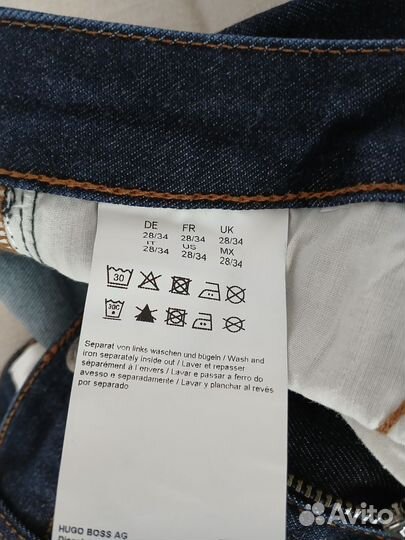 DE FR UK
28/34 28/34 28/34
IT US MX
28/34 28/34 28/34
30
30C
Separat von links waschen und bügeln / Wash and
iron separately inside out / Laver et repasser
séparément à l'envers / Lavar e passar a ferro do
avesso e separadamente / Lavar y planchar al revés
por separado
HUGO BOSS AG
Avito